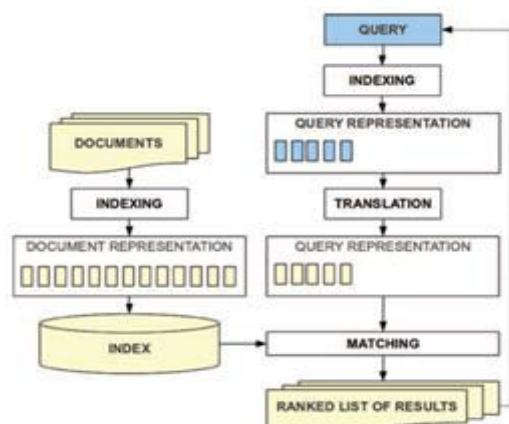 QUERY
INDEXING
QUERY REPRESENTATION
DOCUMENTS
INDEXING
TRANSLATION
DOCUMENT REPRESENTATION
QUERY REPRESENTATION
INDEX
MATCHING
RANKED LIST OF RESULTS